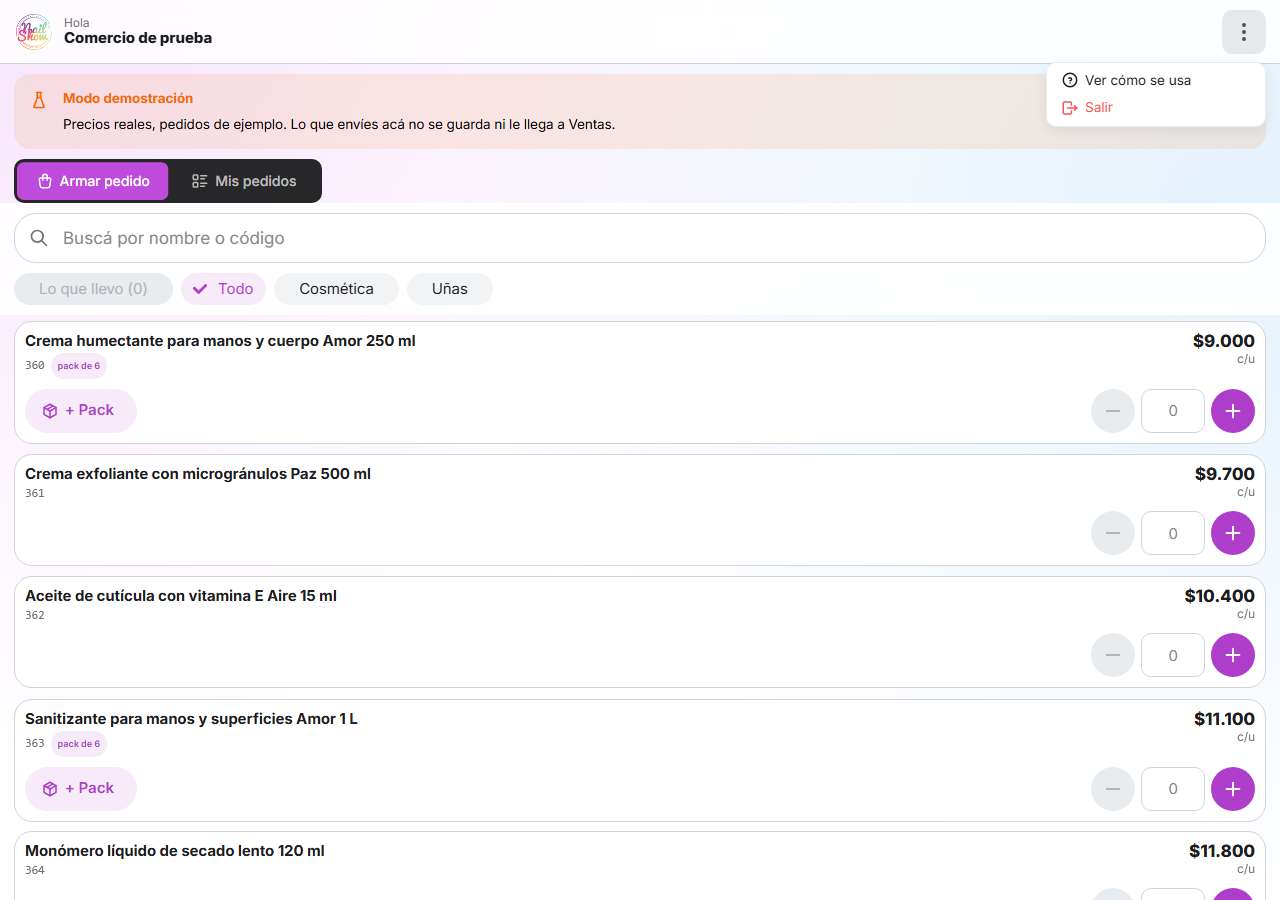 Nail
Show
Hola
Comercio de prueba
Ver cómo se usa
Salir
Modo demostración
Precios reales, pedidos de ejemplo. Lo que envíes acá no se guarda ni le llega a Ventas.
Armar pedido
Mis pedidos
Buscá por nombre o código
Lo que llevo (0)
Todo
Cosmética
Uñas
Crema humectante para manos y cuerpo Amor 250 ml
$9.000
360
pack de 6
c/u
+ Pack
0
Crema exfoliante con microgránulos Paz 500 ml
$9.700
361
c/u
0
Aceite de cutícula con vitamina E Aire 15 ml
$10.400
362
c/u
0
Sanitizante para manos y superficies Amor 1 L
$11.100
363
pack de 6
c/u
+ Pack
0
Monómero líquido de secado lento 120 ml
$11.800
364
c/u